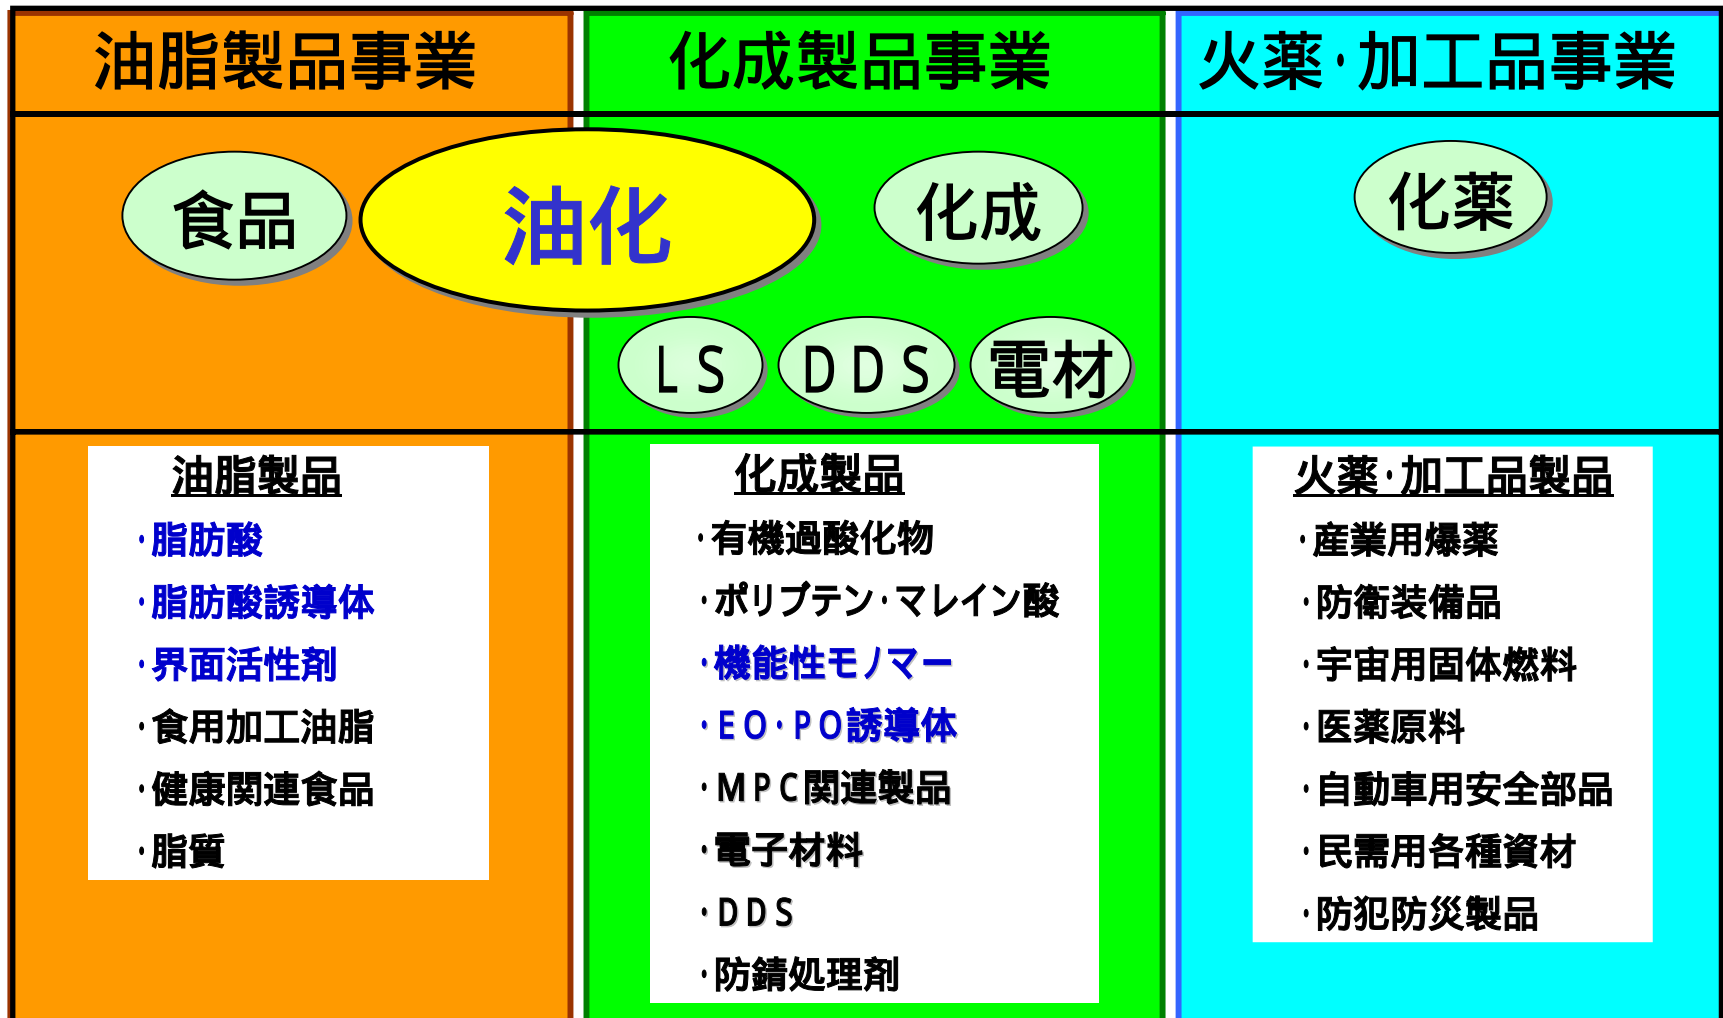 油脂製品事業
化成製品事業
火薬・加工品事業
食品
油化
化成
化薬
ＬＳ
ＤＤＳ
電材
油脂製品
・脂肪酸
・脂肪酸誘導体
・界面活性剤
・食用加工油脂
・健康関連食品
・脂質
化成製品
・有機過酸化物
・ポリブテン・マレイン酸
・機能性モノマー
・ＥＯ・ＰＯ誘導体
・ＭＰＣ関連製品
・電子材料
・ＤＤＳ
・防錆処理剤
火薬・加工品製品
・産業用爆薬
・防衛装備品
・宇宙用固体燃料
・医薬原料
・自動車用安全部品
・民需用各種資材
・防犯防災製品